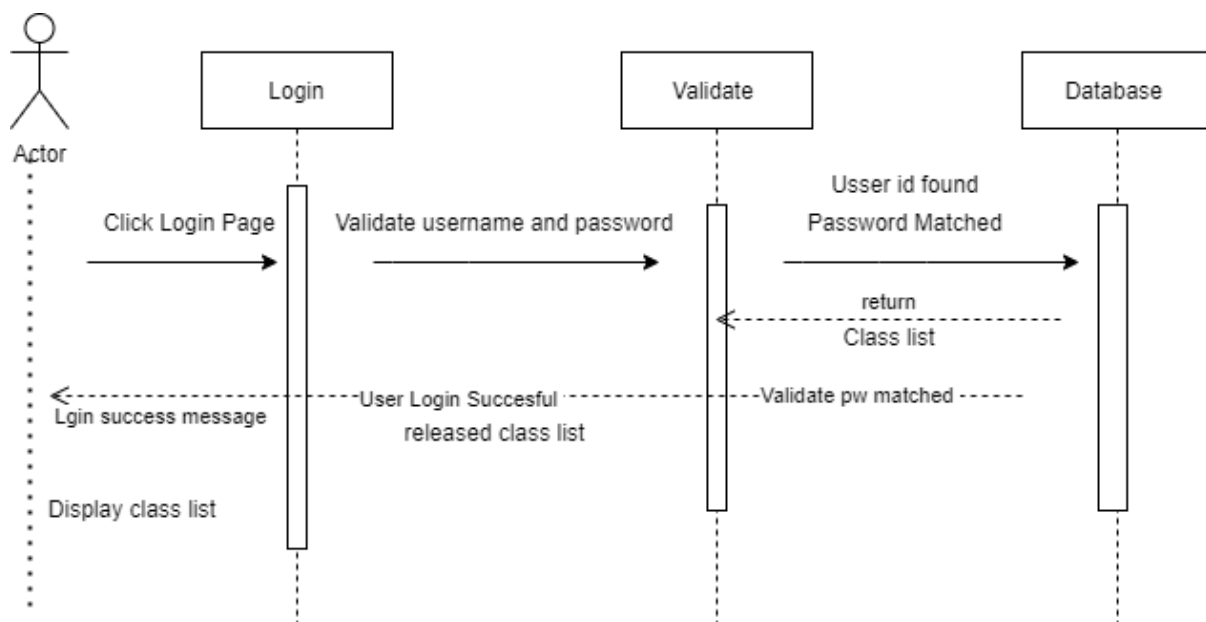 Login
Validate
Database
Actor
Usser id found
Click Login Page
Validate username and password
Password Matched
return
Class list
Validate pw matched
User Login Succesful
Lgin success message
released class list
Display class list